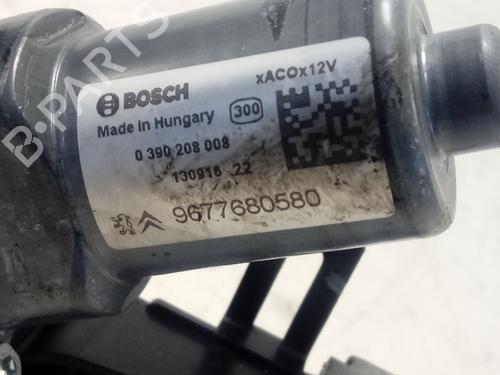 B-PARTS
BOSCH
xACOx12V
Made in Hungary
300
0 390 208 008
130916 22
9677680580